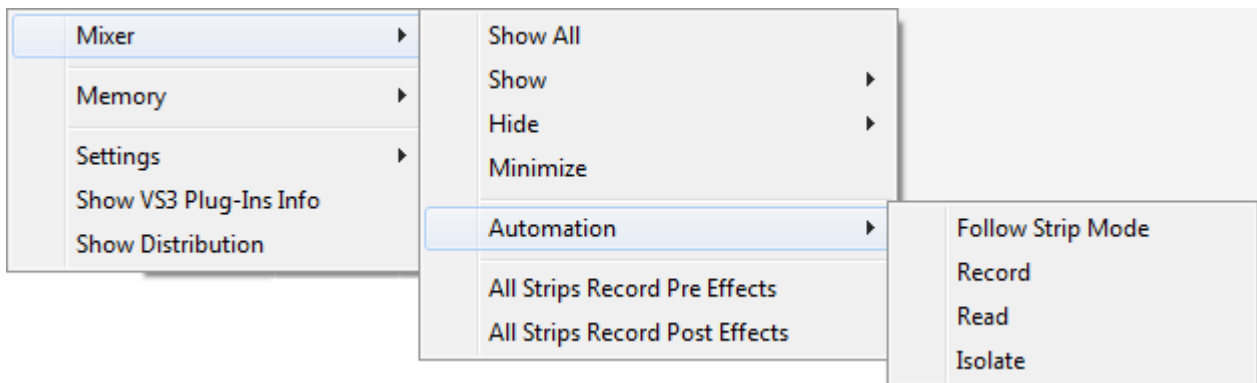 Mixer
Memory
Settings
Show VS3 Plug-Ins Info
Show Distribution
Show All
Show
Hide
Minimize
Automation
All Strips Record Pre Effects
All Strips Record Post Effects
Follow Strip Mode
Record
Read
Isolate